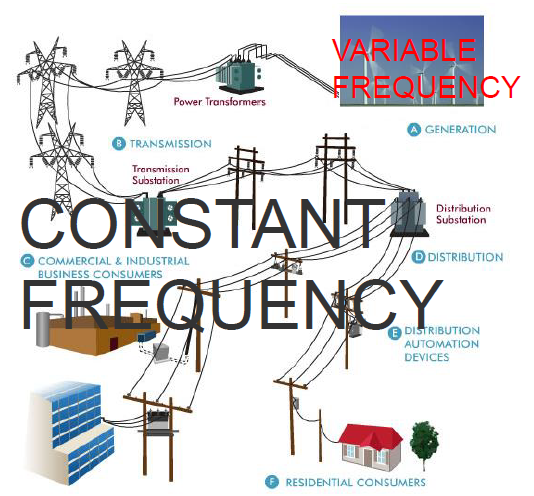 VARIABLE
FREQUENCY
Power Transformers
A GENERATION
B TRANSMISSION
Transmission
Substation
Distribution
Substation
CONSTANT
FREQUENCY
C COMMERCIAL & INDUSTRIAL
BUSINESS CONSUMERS
D DISTRIBUTION
E DISTRIBUTION
AUTOMATION
DEVICES
F RESIDENTIAL CONSUMERS